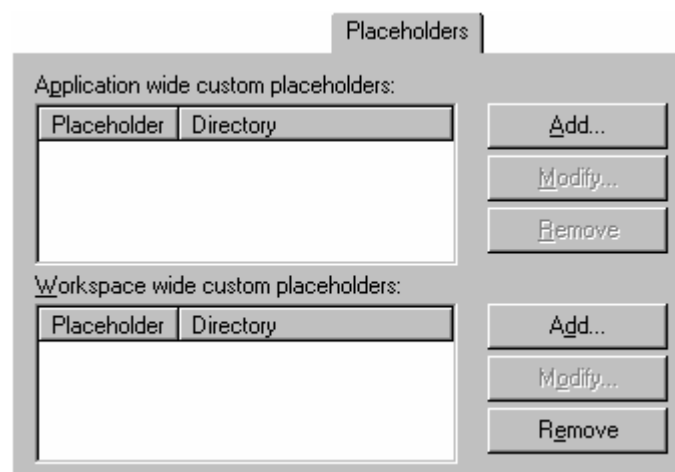 Placeholders
Application wide custom placeholders:
Placeholder Directory
Add...
Modify...
Remove
Workspace wide custom placeholders:
Placeholder Directory
Add...
Modify...
Remove